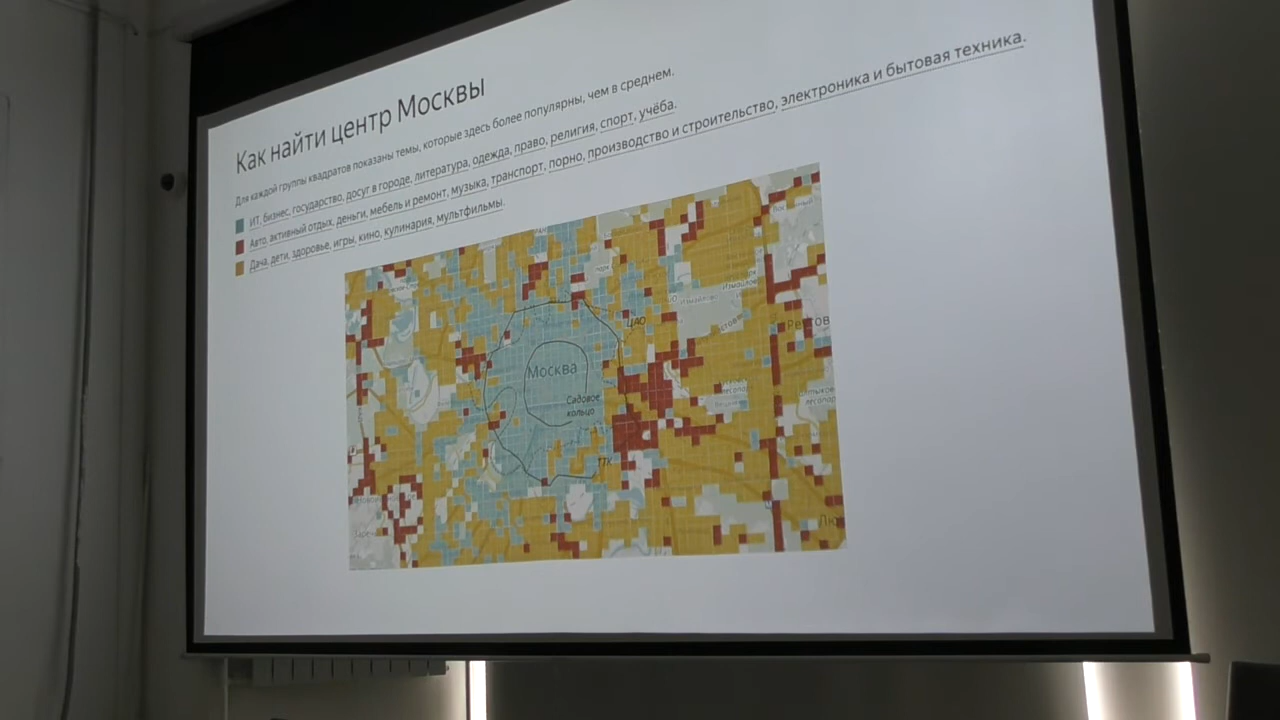 Как найти центр Москвы
Для каждой группы квадратов показаны темы, которые здесь более популярны, чем в среднем.
ИТ, бизнес, государство, досуг в городе, литература, одежда, право, религия, спорт, учёба.
Авто, активный отдых, деньги, мебель и ремонт, музыка, транспорт, порно, производство и строительство, электроника и бытовая техника.
Дача, дети, здоровье, игры, кино, кулинария, мультфильмы.
парк
Измайлово
ЦАО
Москва
Садовое
кольцо
ТТК